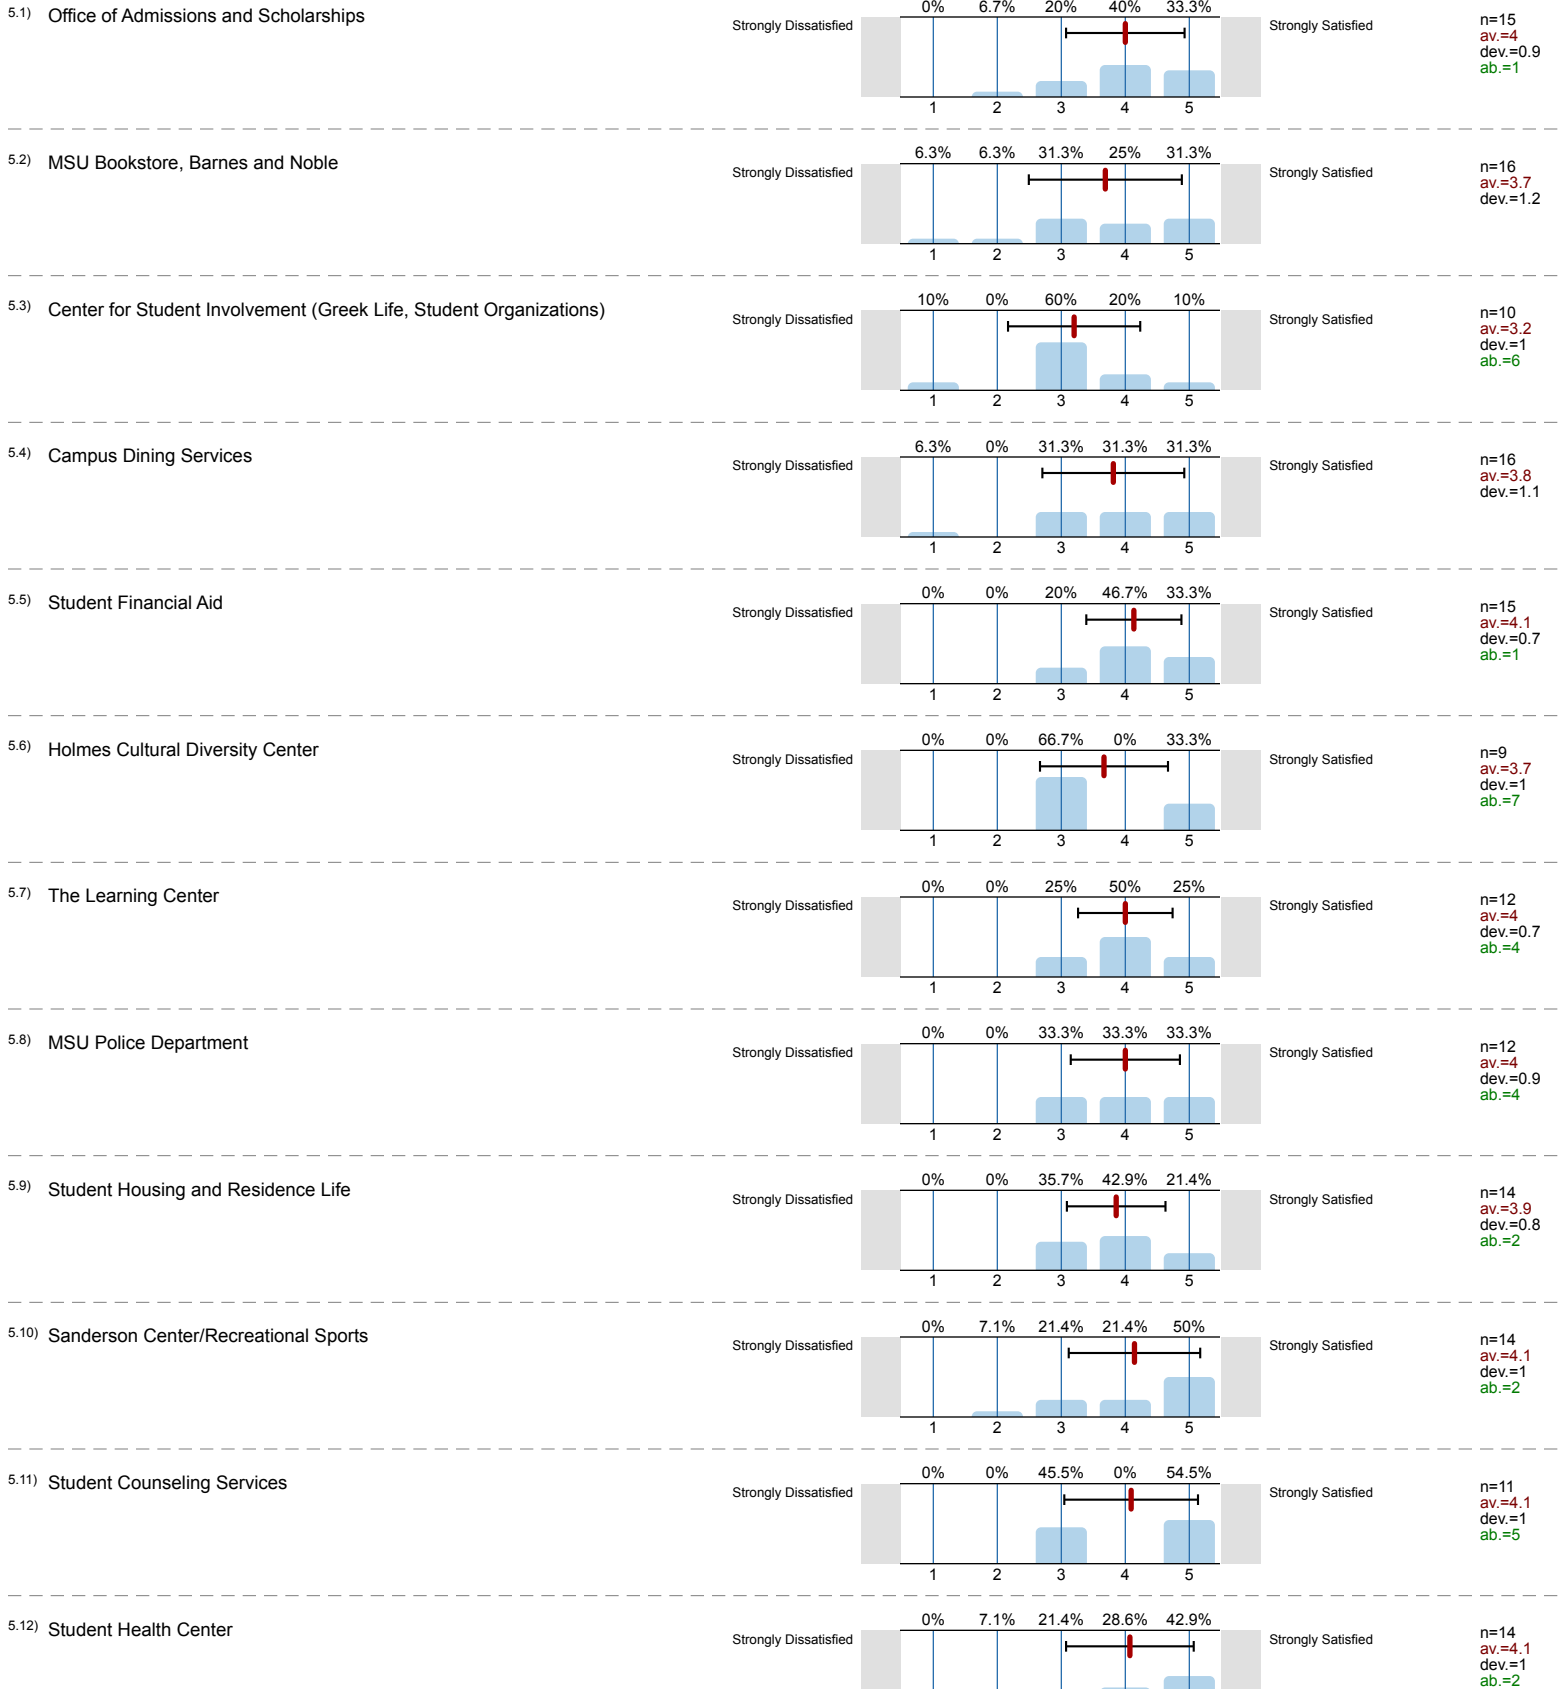 5.1) Office of Admissions and Scholarships
0% 6.7% 20% 40% 33.3%
Strongly Dissatisfied Strongly Satisfied
n=15
av.=4
dev.=0.9
ab.=1
1 2 3 4 5
5.2) MSU Bookstore, Barnes and Noble
6.3% 6.3% 31.3% 25% 31.3%
Strongly Dissatisfied Strongly Satisfied
n=16
av.=3.7
dev.=1.2
1 2 3 4 5
5.3) Center for Student Involvement (Greek Life, Student Organizations)
10% 0% 60% 20% 10%
Strongly Dissatisfied Strongly Satisfied
n=10
av.=3.2
dev.=1
ab.=6
1 2 3 4 5
5.4) Campus Dining Services
6.3% 0% 31.3% 31.3% 31.3%
Strongly Dissatisfied Strongly Satisfied
n=16
av.=3.8
dev.=1.1
1 2 3 4 5
5.5) Student Financial Aid
0% 0% 20% 46.7% 33.3%
Strongly Dissatisfied Strongly Satisfied
n=15
av.=4.1
dev.=0.7
ab.=1
1 2 3 4 5
5.6) Holmes Cultural Diversity Center
0% 0% 66.7% 0% 33.3%
Strongly Dissatisfied Strongly Satisfied
n=9
av.=3.7
dev.=1
ab.=7
1 2 3 4 5
5.7) The Learning Center
0% 0% 25% 50% 25%
Strongly Dissatisfied Strongly Satisfied
n=12
av.=4
dev.=0.7
ab.=4
1 2 3 4 5
5.8) MSU Police Department
0% 0% 33.3% 33.3% 33.3%
Strongly Dissatisfied Strongly Satisfied
n=12
av.=4
dev.=0.9
ab.=4
1 2 3 4 5
5.9) Student Housing and Residence Life
0% 0% 35.7% 42.9% 21.4%
Strongly Dissatisfied Strongly Satisfied
n=14
av.=3.9
dev.=0.8
ab.=2
1 2 3 4 5
5.10) Sanderson Center/Recreational Sports
0% 7.1% 21.4% 21.4% 50%
Strongly Dissatisfied Strongly Satisfied
n=14
av.=4.1
dev.=1
ab.=2
1 2 3 4 5
5.11) Student Counseling Services
0% 0% 45.5% 0% 54.5%
Strongly Dissatisfied Strongly Satisfied
n=11
av.=4.1
dev.=1
ab.=5
1 2 3 4 5
5.12) Student Health Center
0% 7.1% 21.4% 28.6% 42.9%
Strongly Dissatisfied Strongly Satisfied
n=14
av.=4.1
dev.=1
ab.=2